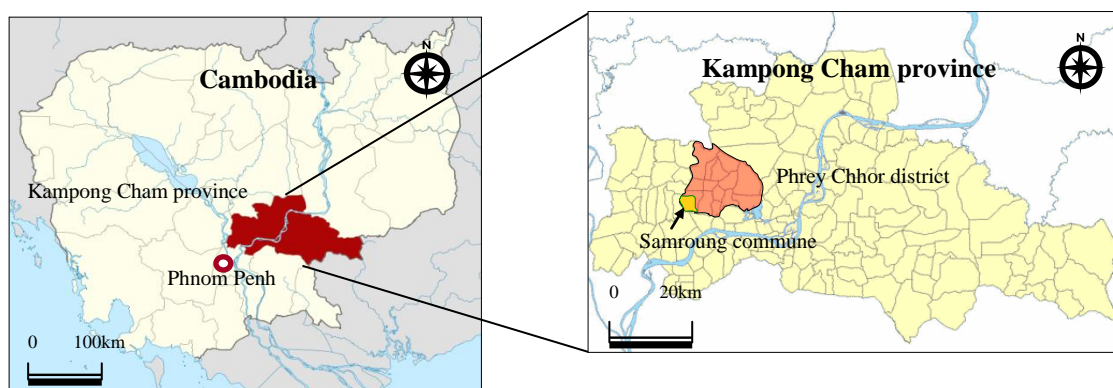 N
Cambodia
Kampong Cham province
Phnom Penh
0 100km
N
Kampong Cham province
Phrey Chhor district
Samroung commune
0 20km